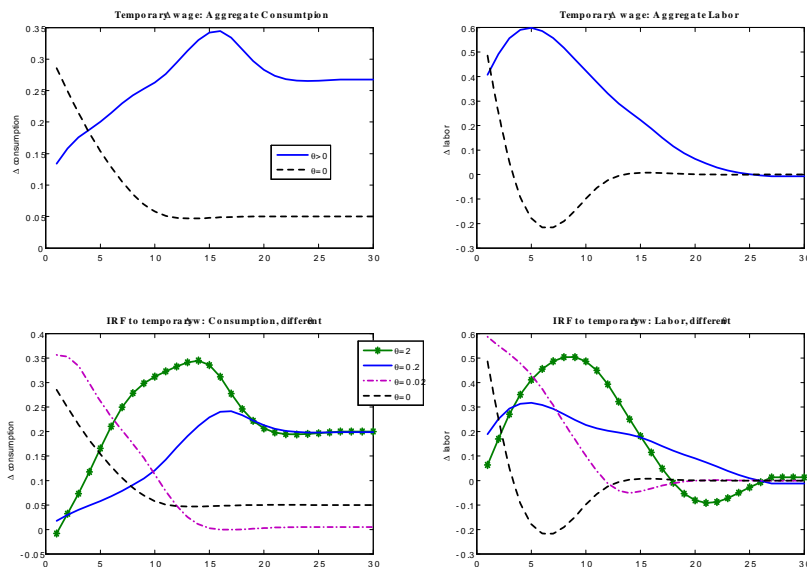 Temporary Δ wage: Aggregate Consumtpion
Temporary Δ wage: Aggregate Labor
0.35
0.3
0.25
0.2
0.15
0.1
0.05
0
Δ consumption
θ>0
θ=0
0 5 10 15 20 25 30
0.6
0.5
0.4
0.3
0.2
0.1
0
-0.1
-0.2
-0.3
Δ labor
0 5 10 15 20 25 30
IRF to temporary Δ w: Consumption, different θ
IRF to temporary Δ w: Labor, different θ
0.4
0.35
0.3
0.25
0.2
0.15
0.1
0.05
0
-0.05
Δ consumption
θ=2
θ=0.2
θ=0.02
θ=0
0 5 10 15 20 25 30
0.6
0.5
0.4
0.3
0.2
0.1
0
-0.1
-0.2
-0.3
Δ labor
0 5 10 15 20 25 30